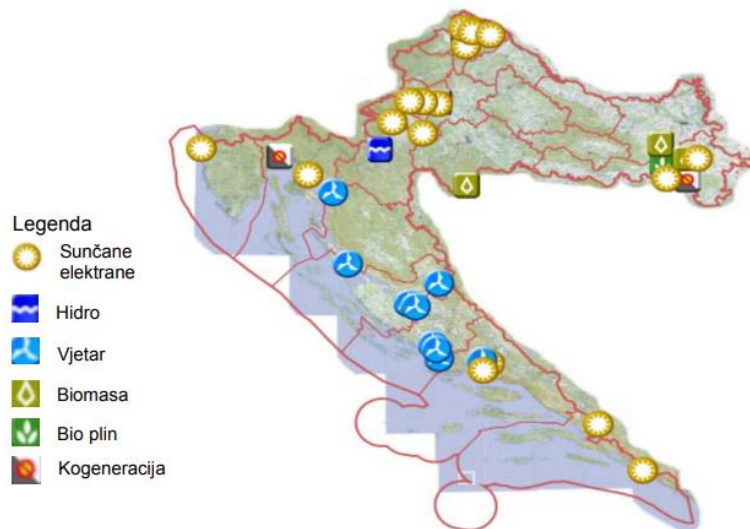 Legenda
Sunčane
elektrane
Hidro
Vjetar
Biomasa
Bio plin
Kogeneracija